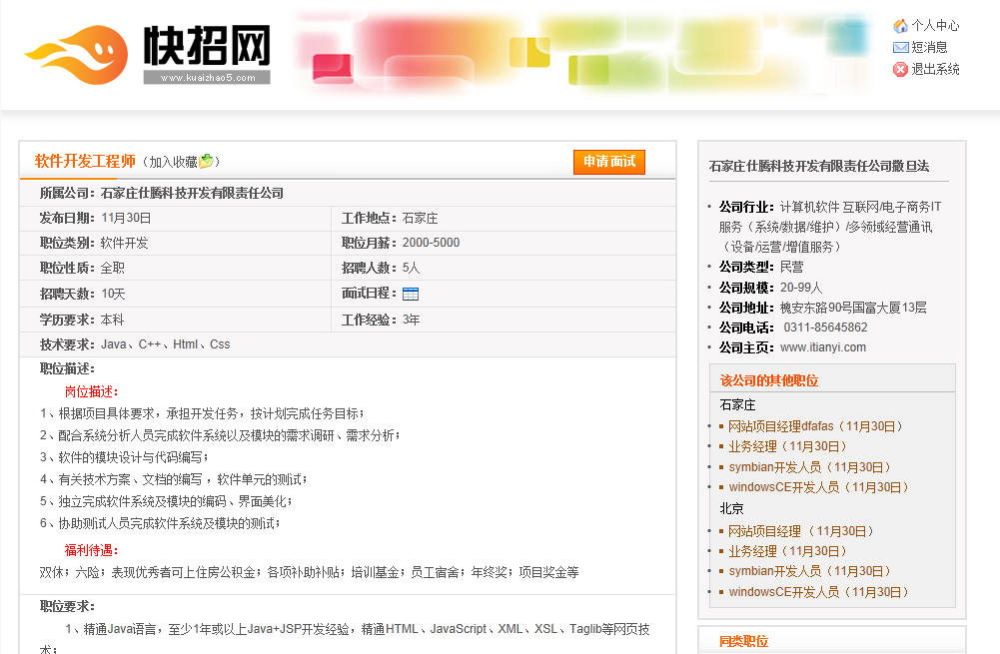 快招网
www.kuaizhao5.com
个人中心
短消息
退出系统
软件开发工程师（加入收藏）
申请面试
所属公司：石家庄仕腾科技开发有限责任公司
发布日期：11月30日 工作地点：石家庄
职位类别：软件开发 职位月薪：2000-5000
职位性质：全职 招聘人数：5人
招聘天数：10天 面试日程：
学历要求：本科 工作经验：3年
技术要求：Java、C++、Html、Css
职位描述：
岗位描述：
1、根据项目具体要求，承担开发任务，按计划完成任务目标；
2、配合系统分析人员完成软件系统以及模块的需求调研、需求分析；
3、软件的模块设计与代码编写；
4、有关技术方案、文档的编写，软件单元的测试；
5、独立完成软件系统及模块的编码、界面美化；
6、协助测试人员完成软件系统及模块的测试；
福利待遇：
双休；六险；表现优秀者可上住房公积金；各项补助补贴；培训基金；员工宿舍；年终奖；项目奖金等
职位要求：
1、精通Java语言，至少1年或以上Java+JSP开发经验，精通HTML、JavaScript、XML、XSL、Taglib等网页技
术；
石家庄仕腾科技开发有限责任公司撒旦法
• 公司行业：计算机软件 互联网/电子商务IT
服务（系统/数据/维护）/多领域经营通讯
（设备/运营/增值服务）
• 公司类型：民营
• 公司规模：20-99人
• 公司地址：槐安东路90号国富大厦13层
• 公司电话： 0311-85645862
• 公司主页：www.itianyi.com
该公司的其他职位
石家庄
• 网站项目经理dfafas（11月30日）
• 业务经理（11月30日）
• symbian开发人员（11月30日）
• windowsCE开发人员（11月30日）
北京
• 网站项目经理 （11月30日）
• 业务经理（11月30日）
• symbian开发人员（11月30日）
• windowsCE开发人员（11月30日）
同类职位